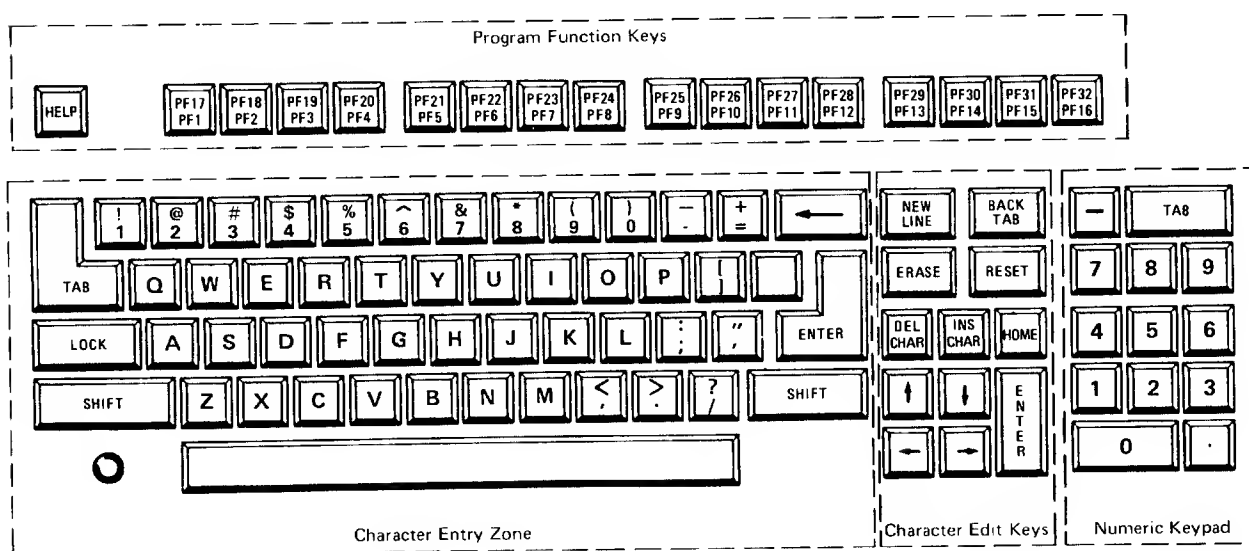 Program Function Keys
HELP PF17 PF18 PF19 PF20 PF21 PF22 PF23 PF24 PF25 PF26 PF27 PF28 PF29 PF30 PF31 PF32
PF1 PF2 PF3 PF4 PF5 PF6 PF7 PF8 PF9 PF10 PF11 PF12 PF13 PF14 PF15 PF16
! @ # $ % ^ & * ( ) — +
1 2 3 4 5 6 7 8 9 0 - =
←
TAB Q W E R T Y U I O P [ ]
LOCK A S D F G H J K L : ; " ' ENTER
SHIFT Z X C V B N M < , > . ? / SHIFT
Character Entry Zone
NEW LINE
BACK TAB
ERASE RESET
DEL CHAR
INS CHAR
HOME
↑ ↓
ENTER
← →
Character Edit Keys
— TAB
7 8 9
4 5 6
1 2 3
0 .
Numeric Keypad